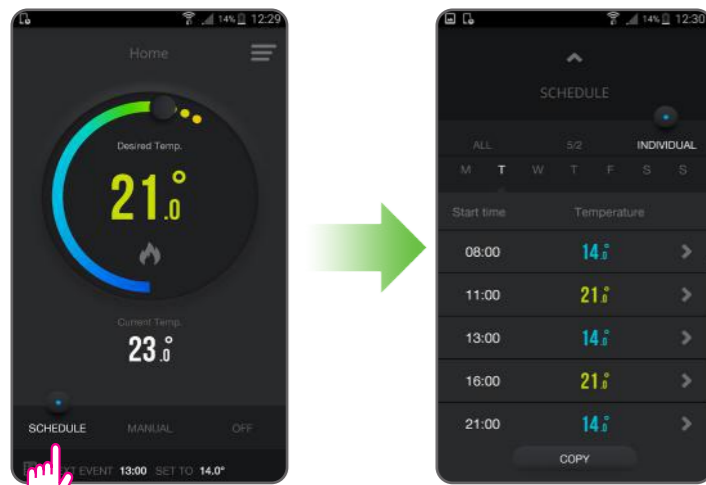 14% 12:29
Home
Desired Temp.
21.0°
Current Temp.
23.0°
SCHEDULE MANUAL OFF
EVENT 13:00 SET TO 14.0°
14% 12:30
SCHEDULE
ALL 5/2 INDIVIDUAL
M T W T F S S
Start time Temperature
08:00 14.0°
11:00 21.0°
13:00 14.0°
16:00 21.0°
21:00 14.0°
COPY